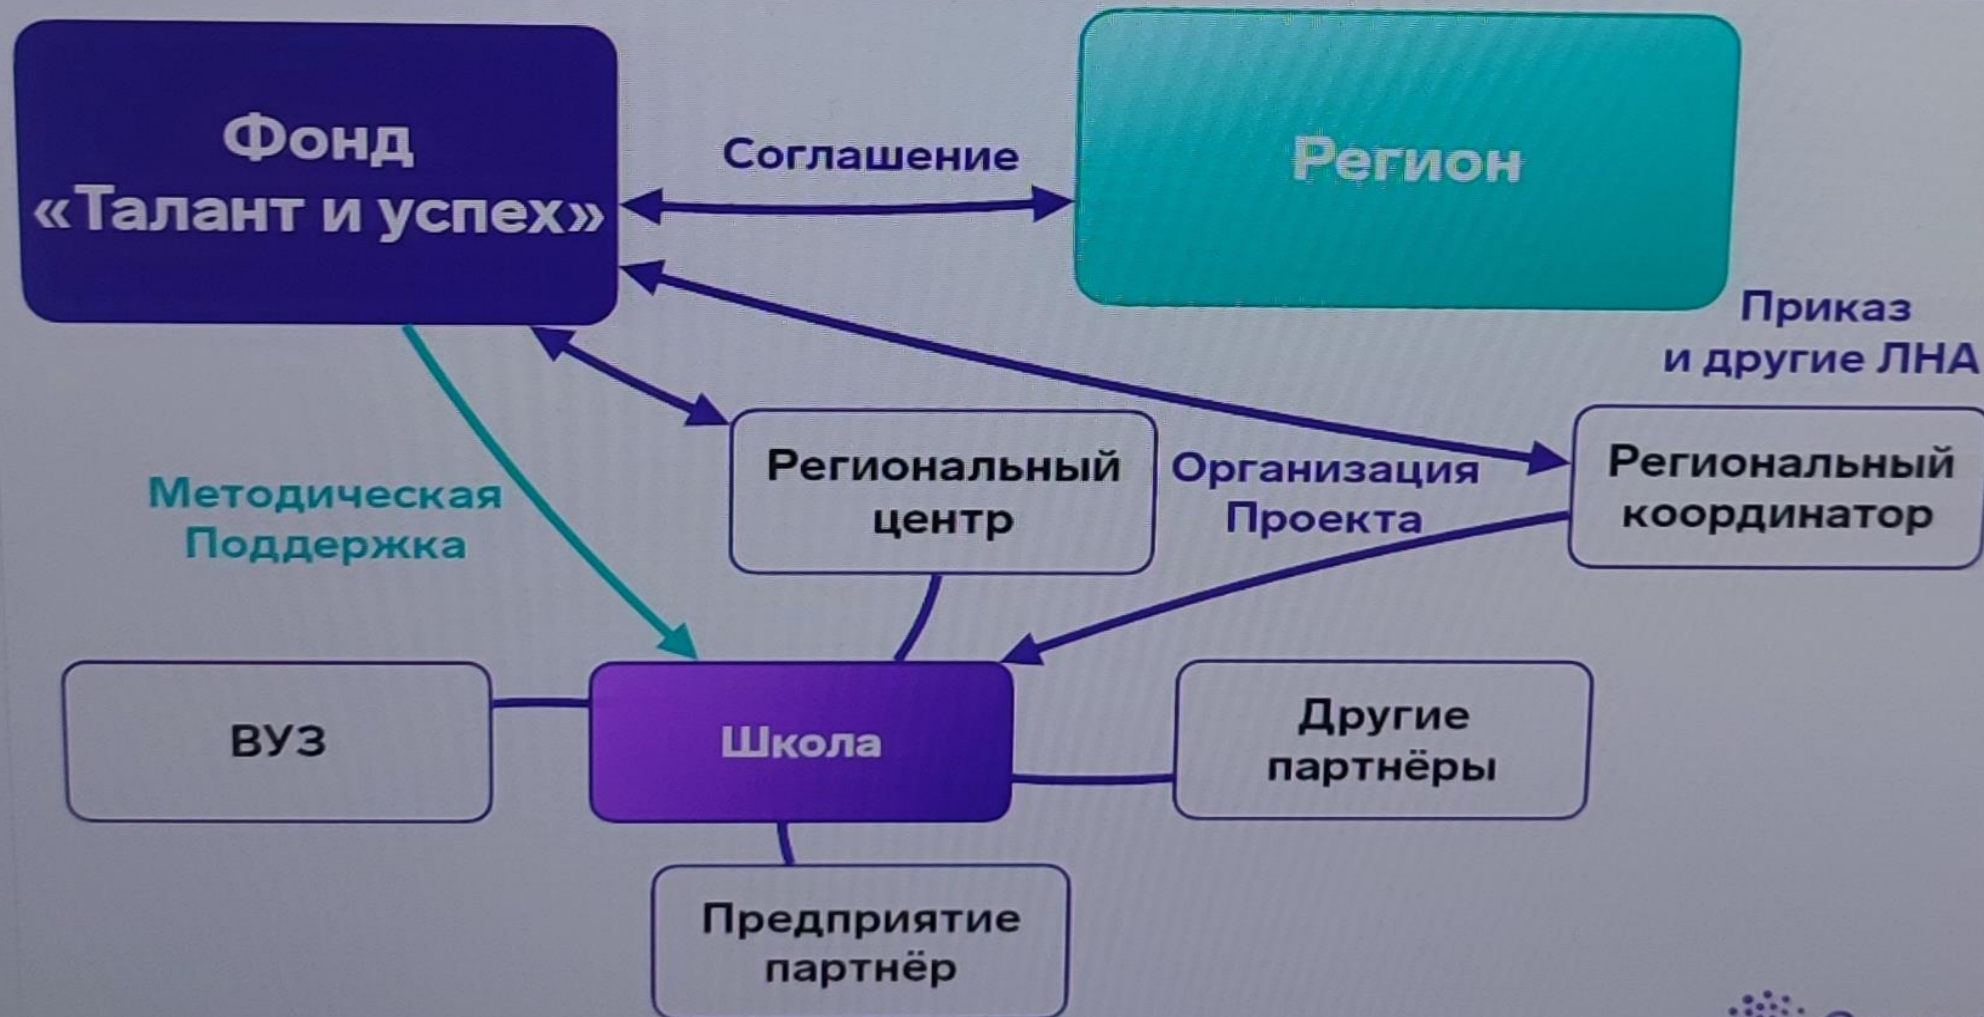 Фонд
«Талант и успех»
Соглашение
Регион
Приказ
и другие ЛНА
Региональный
центр
Организация
Проекта
Региональный
координатор
Методическая
Поддержка
ВУЗ
Школа
Другие
партнёры
Предприятие
партнёр